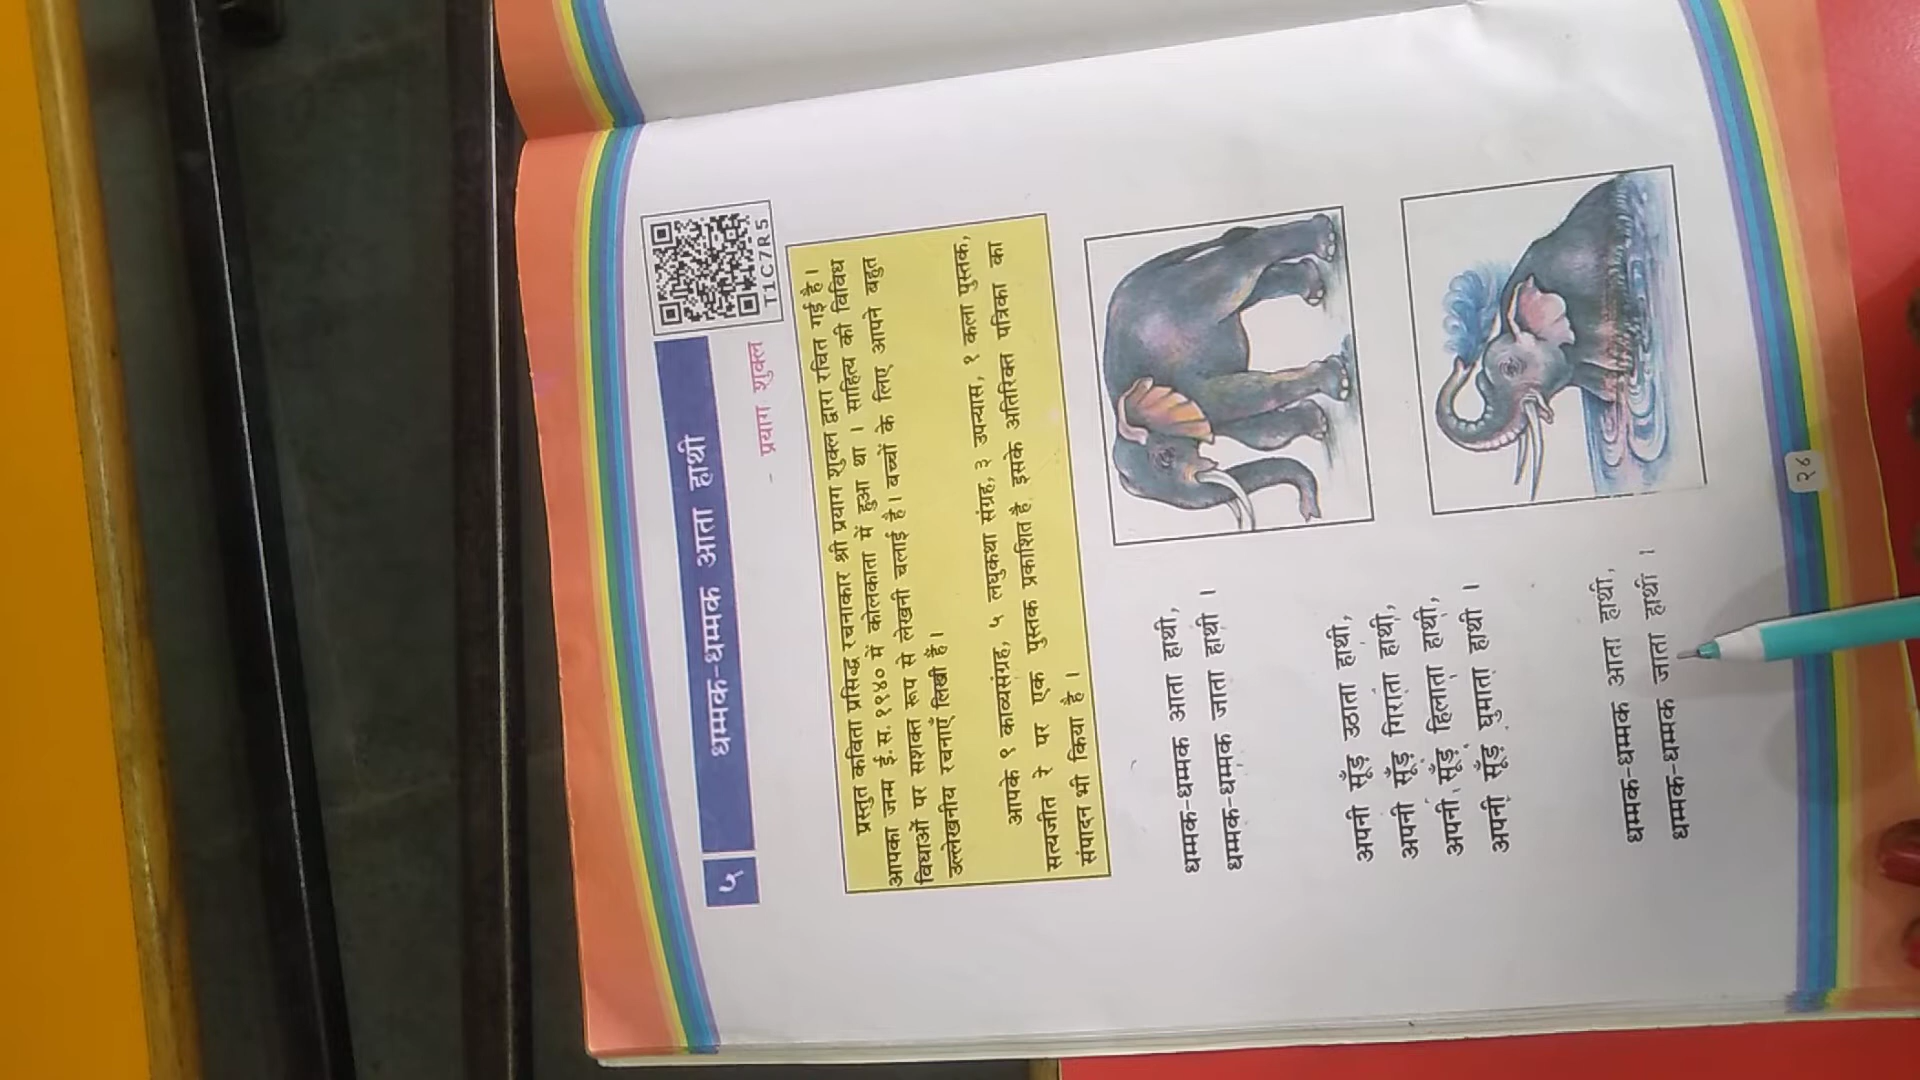 ५ धम्मक-धम्मक आता हाथी
T1C7R5
- प्रयाग शुक्ल
प्रस्तुत कविता प्रसिद्ध रचनाकार श्री प्रयाग शुक्ल द्वारा रचित गई है ।
आपका जन्म ई. स. १९४० में कोलकाता में हुआ था । साहित्य की विविध
विधाओं पर सशक्त रूप से लेखनी चलाई है । बच्चों के लिए आपने बहुत
उल्लेखनीय रचनाएँ लिखी हैं ।
आपके ९ काव्यसंग्रह, ५ लघुकथा संग्रह, ३ उपन्यास, १ कला पुस्तक,
सत्यजीत रे पर एक पुस्तक प्रकाशित है इसके अतिरिक्त पत्रिका का
संपादन भी किया है ।
धम्मक-धम्मक आता हाथी,
धम्मक-धम्मक जाता हाथी ।
अपनी सूँड़ उठाता हाथी,
अपनी सूँड़ गिराता हाथी,
अपनी सूँड़ हिलाता हाथी,
अपनी सूँड़ घुमाता हाथी ।
धम्मक-धम्मक आता हाथी,
धम्मक-धम्मक जाता हाथी ।
२४